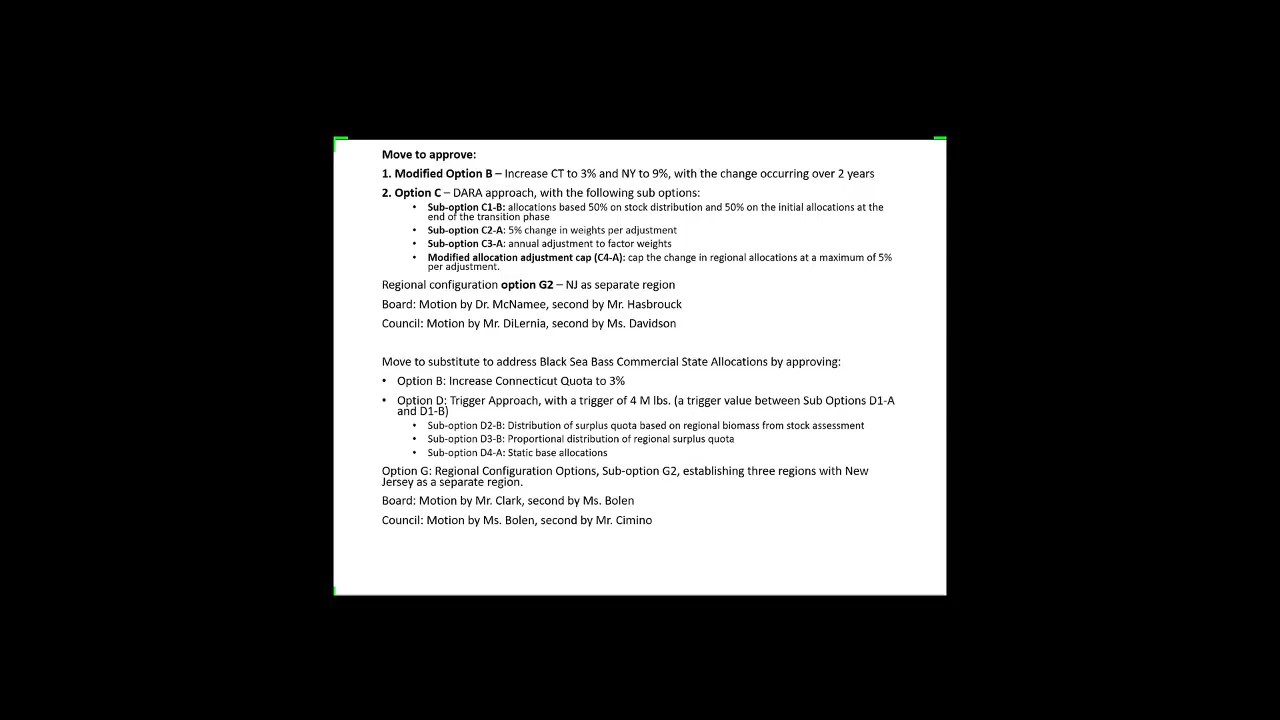 Move to approve:
1. Modified Option B – Increase CT to 3% and NY to 9%, with the change occurring over 2 years
2. Option C – DARA approach, with the following sub options:
• Sub-option C1-B: allocations based 50% on stock distribution and 50% on the initial allocations at the
end of the transition phase
• Sub-option C2-A: 5% change in weights per adjustment
• Sub-option C3-A: annual adjustment to factor weights
• Modified allocation adjustment cap (C4-A): cap the change in regional allocations at a maximum of 5%
per adjustment.
Regional configuration option G2 – NJ as separate region
Board: Motion by Dr. McNamee, second by Mr. Hasbrouck
Council: Motion by Mr. DiLernia, second by Ms. Davidson
Move to substitute to address Black Sea Bass Commercial State Allocations by approving:
• Option B: Increase Connecticut Quota to 3%
• Option D: Trigger Approach, with a trigger of 4 M lbs. (a trigger value between Sub Options D1-A
and D1-B)
• Sub-option D2-B: Distribution of surplus quota based on regional biomass from stock assessment
• Sub-option D3-B: Proportional distribution of regional surplus quota
• Sub-option D4-A: Static base allocations
Option G: Regional Configuration Options, Sub-option G2, establishing three regions with New
Jersey as a separate region.
Board: Motion by Mr. Clark, second by Ms. Bolen
Council: Motion by Ms. Bolen, second by Mr. Cimino